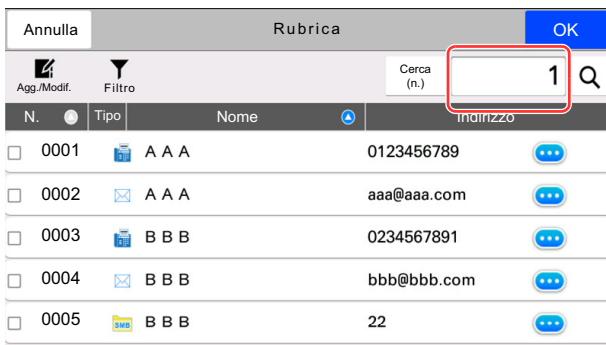 Annulla Rubrica OK
Agg./Modif. Filtro Cerca (n.) 1
N. Tipo Nome Indirizzo
0001 A A A 0123456789
0002 A A A aaa@aaa.com
0003 B B B 0234567891
0004 B B B bbb@bbb.com
0005 SMB B B B 22